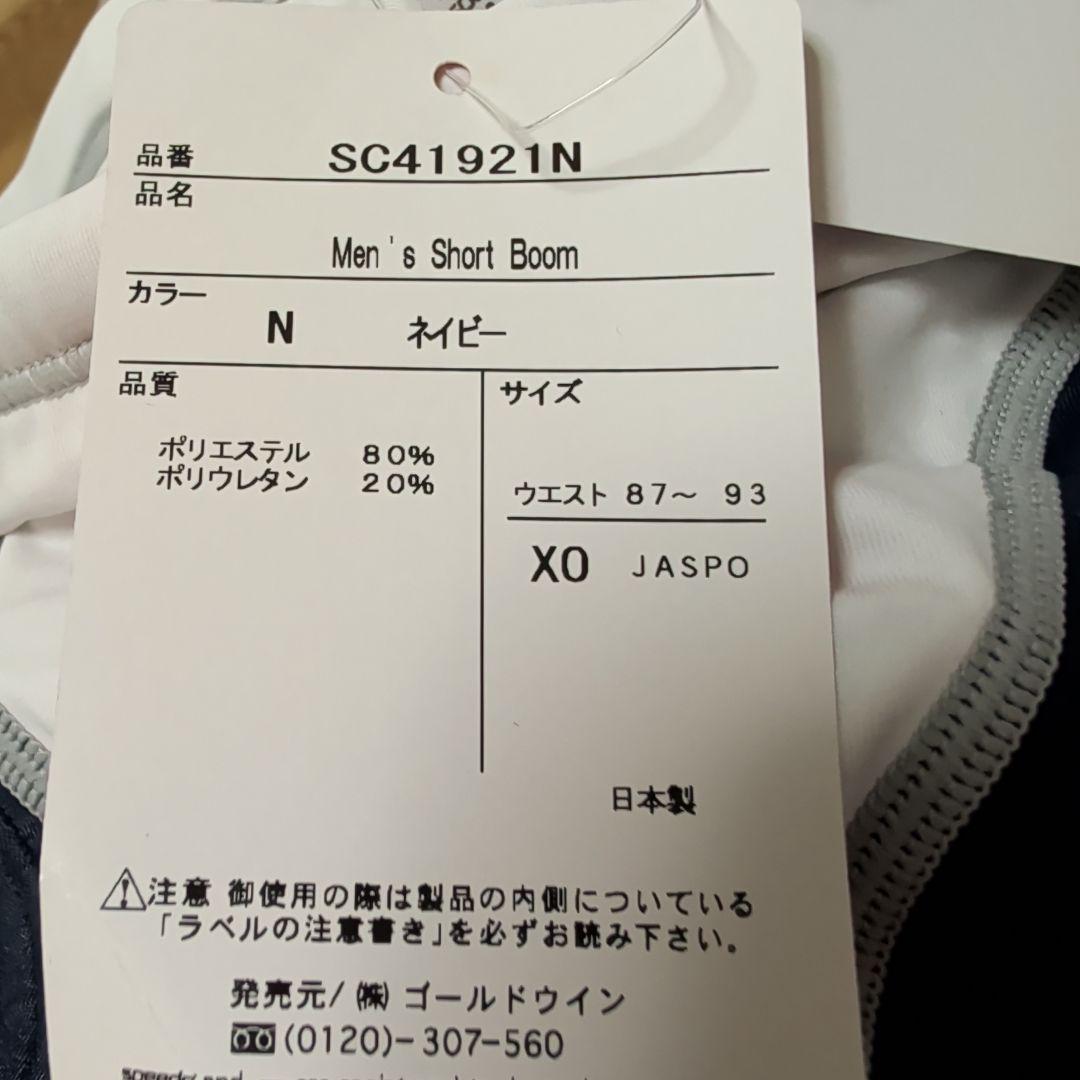 品番 SC41921N
品名
Men's Short Boom
カラー
N ネイビー
品質
ポリエステル 80%
ポリウレタン 20%
サイズ
ウエスト 87～ 93
XO JASPO
日本製
⚠注意 御使用の際は製品の内側についている
「ラベルの注意書き」を必ずお読み下さい。
発売元/㈱ゴールドウイン
(0120)-307-560